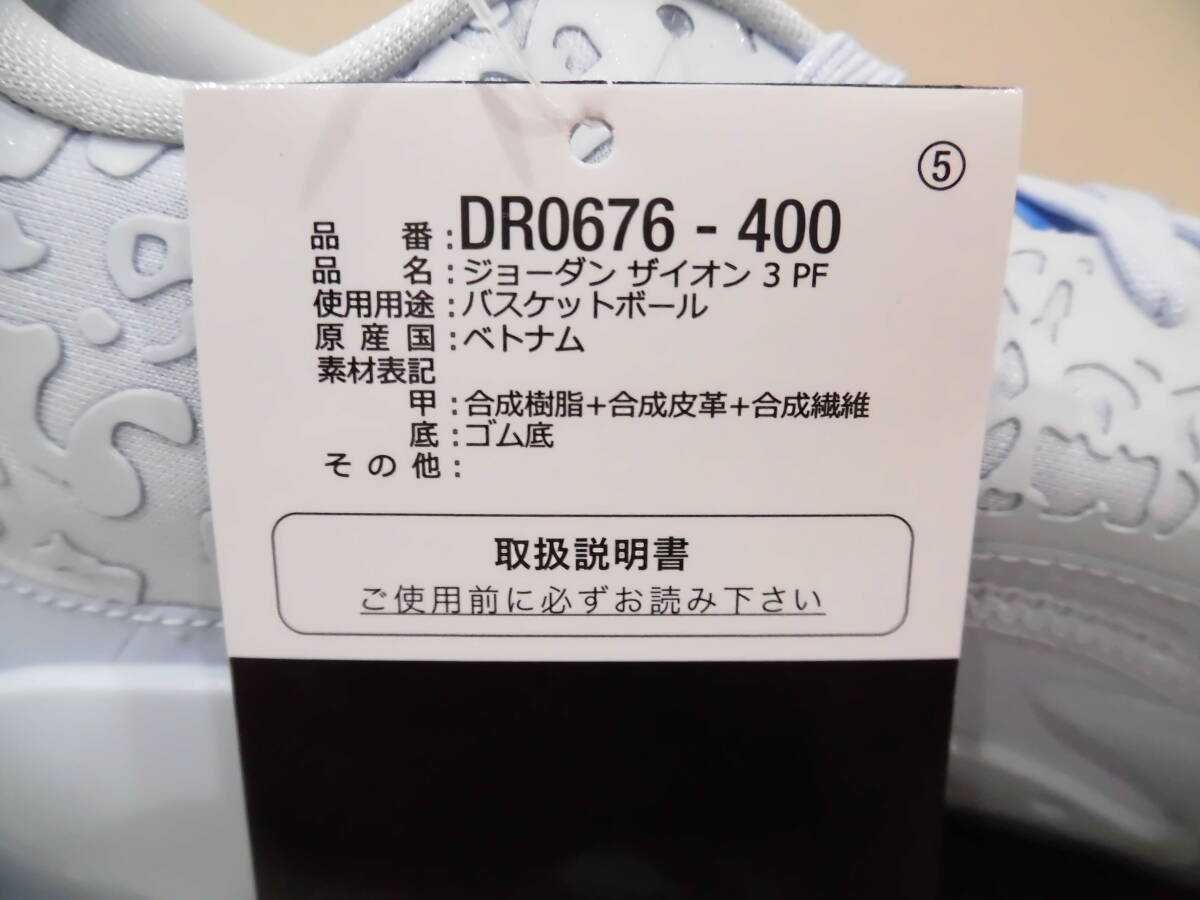 ⑤
品番:DR0676-400
品名:ジョーダン ザイオン 3 PF
使用用途:バスケットボール
原産国:ベトナム
素材表記
甲:合成樹脂+合成皮革+合成繊維
底:ゴム底
その他:
取扱説明書
ご使用前に必ずお読み下さい